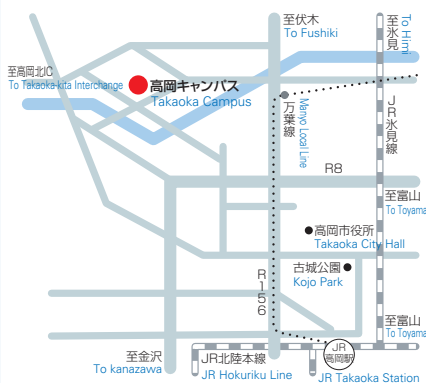 至伏木
To Fushiki
至氷見
To Himi
至高岡北IC
To Takaoka-kita Interchange
高岡キャンパス
Takaoka Campus
万葉線
Manyo Local Line
JR氷見線
R8
至富山
To Toyama
高岡市役所
Takaoka City Hall
古城公園
Kojo Park
R156
至富山
To Toyama
至金沢
To kanazawa
JR北陸本線
JR Hokuriku Line
JR
高岡駅
JR Takaoka Station